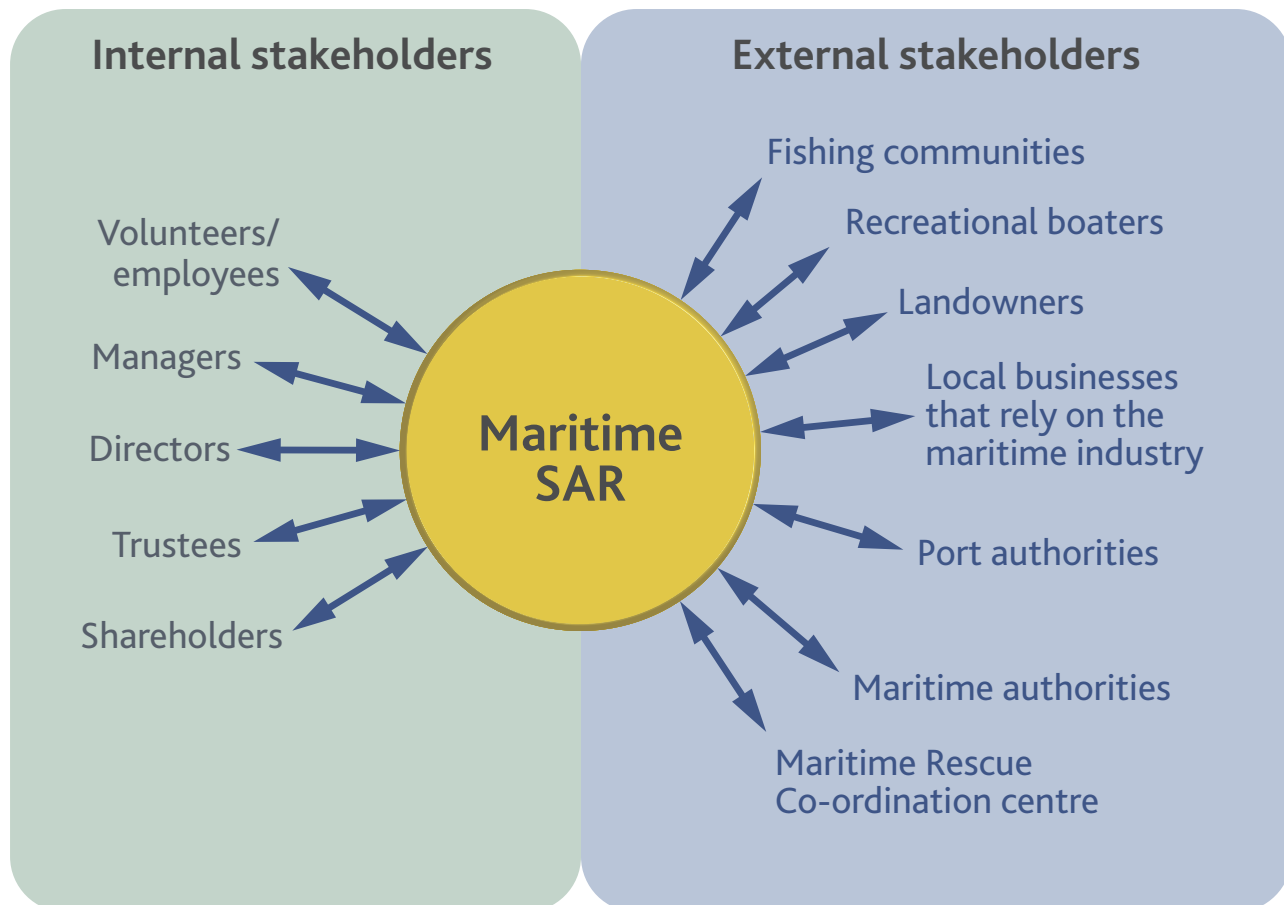 Internal stakeholders
Volunteers/
employees
Managers
Directors
Trustees
Shareholders
Maritime
SAR
External stakeholders
Fishing communities
Recreational boaters
Landowners
Local businesses
that rely on the
maritime industry
Port authorities
Maritime authorities
Maritime Rescue
Co-ordination centre